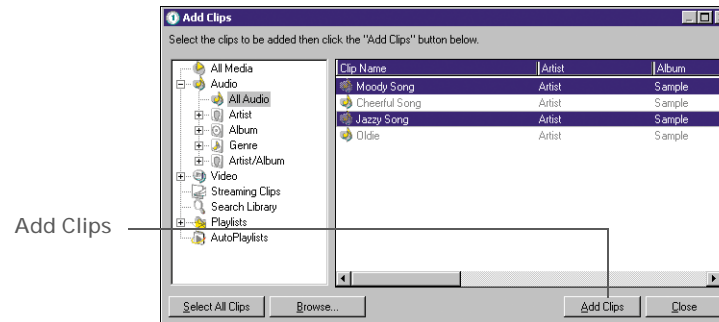 Add Clips
Select the clips to be added then click the "Add Clips" button below.
All Media
Audio
All Audio
Artist
Album
Genre
Artist/Album
Video
Streaming Clips
Search Library
Playlists
AutoPlaylists
Clip Name Artist Album
Moody Song Artist Sample
Cheerful Song Artist Sample
Jazzy Song Artist Sample
Oldie Artist Sample
Add Clips
Select All Clips Browse... Add Clips Close